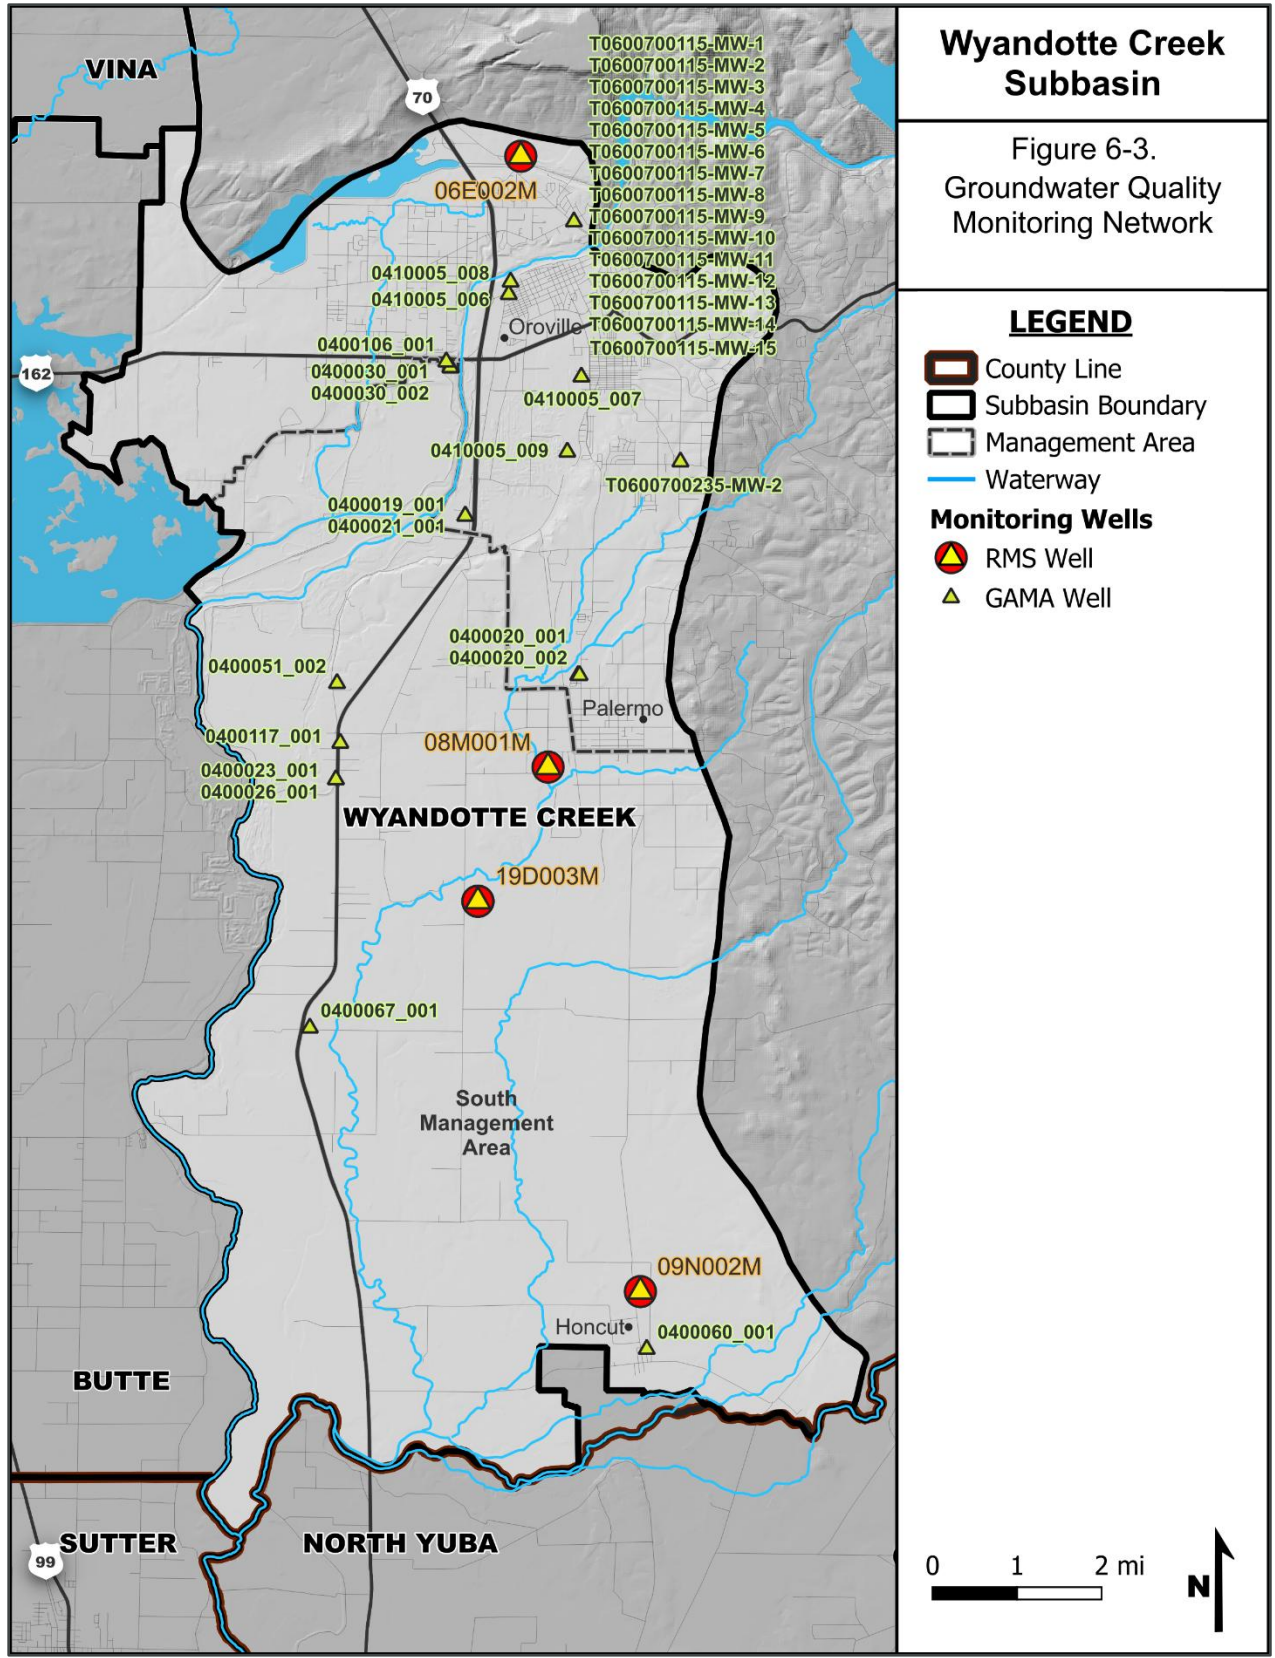 VINA
70
T0600700115-MW-1
T0600700115-MW-2
T0600700115-MW-3
T0600700115-MW-4
T0600700115-MW-5
T0600700115-MW-6
T0600700115-MW-7
T0600700115-MW-8
T0600700115-MW-9
T0600700115-MW-10
T0600700115-MW-11
T0600700115-MW-12
T0600700115-MW-13
T0600700115-MW-14
T0600700115-MW-15
06E002M
0410005_008
0410005_006
Oroville
0400106_001
0400030_001
0400030_002
162
0410005_007
0410005_009
T0600700235-MW-2
0400019_001
0400021_001
0400020_001
0400020_002
0400051_002
Palermo
0400117_001
08M001M
0400023_001
0400026_001
WYANDOTTE CREEK
19D003M
0400067_001
South
Management
Area
09N002M
Honcut
0400060_001
BUTTE
SUTTER
NORTH YUBA
99
Wyandotte Creek
Subbasin
Figure 6-3.
Groundwater Quality
Monitoring Network
LEGEND
County Line
Subbasin Boundary
Management Area
Waterway
Monitoring Wells
RMS Well
GAMA Well
0 1 2 mi
N